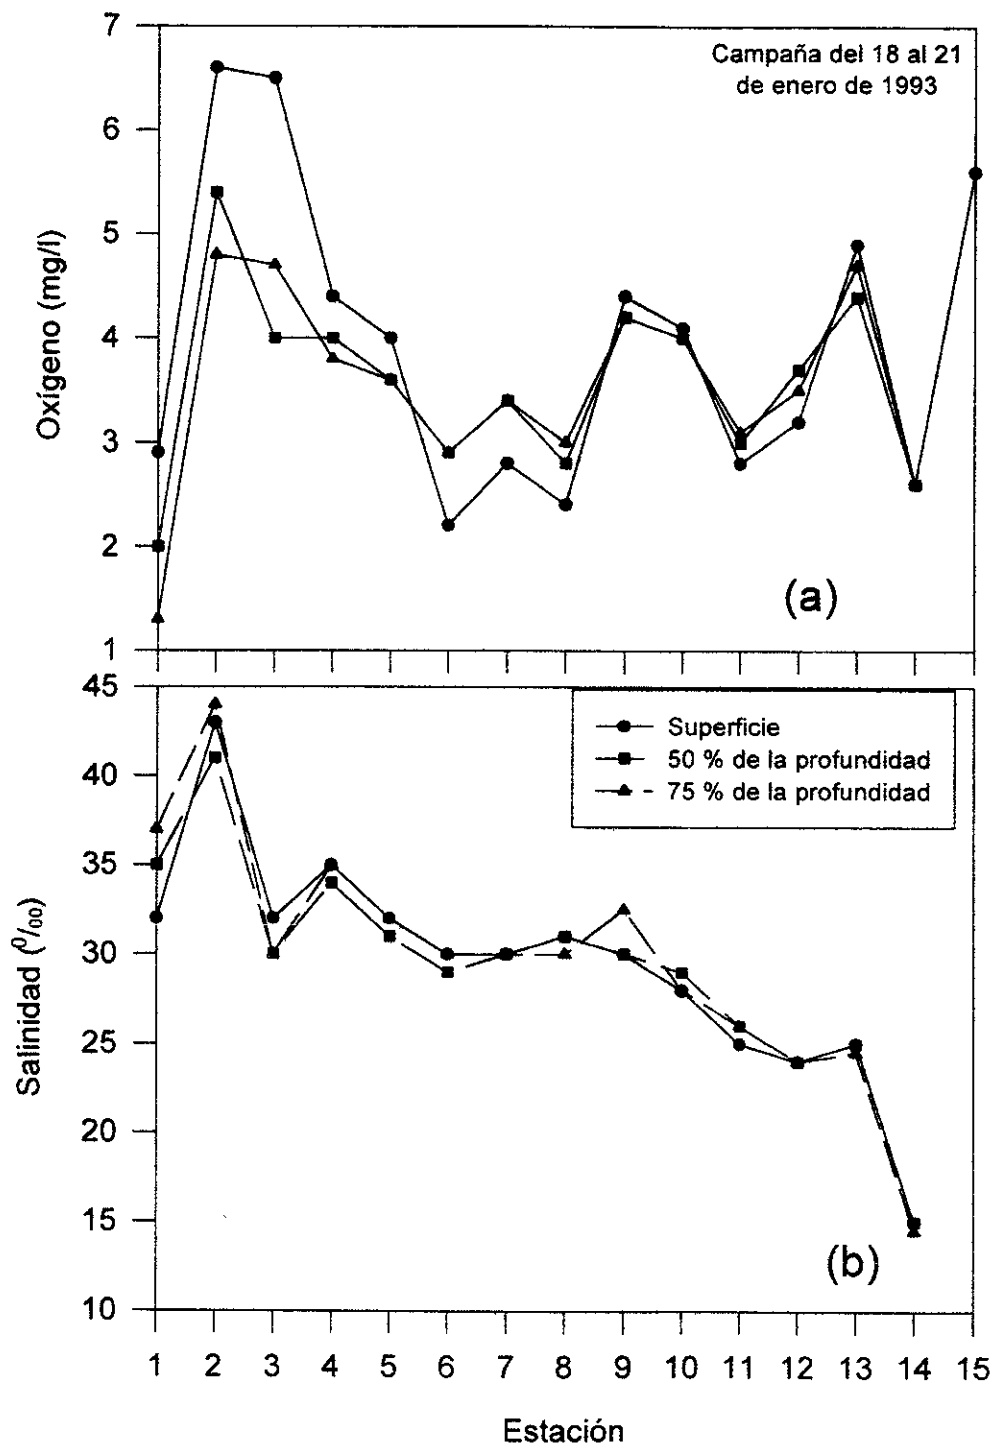 7
Campaña del 18 al 21
de enero de 1993
6
5
4
3
2
1
Oxígeno (mg/l)
(a)
45
40
35
30
25
20
15
10
Salinidad (⁰/₀₀)
Superficie
50 % de la profundidad
75 % de la profundidad
(b)
1 2 3 4 5 6 7 8 9 10 11 12 13 14 15
Estación